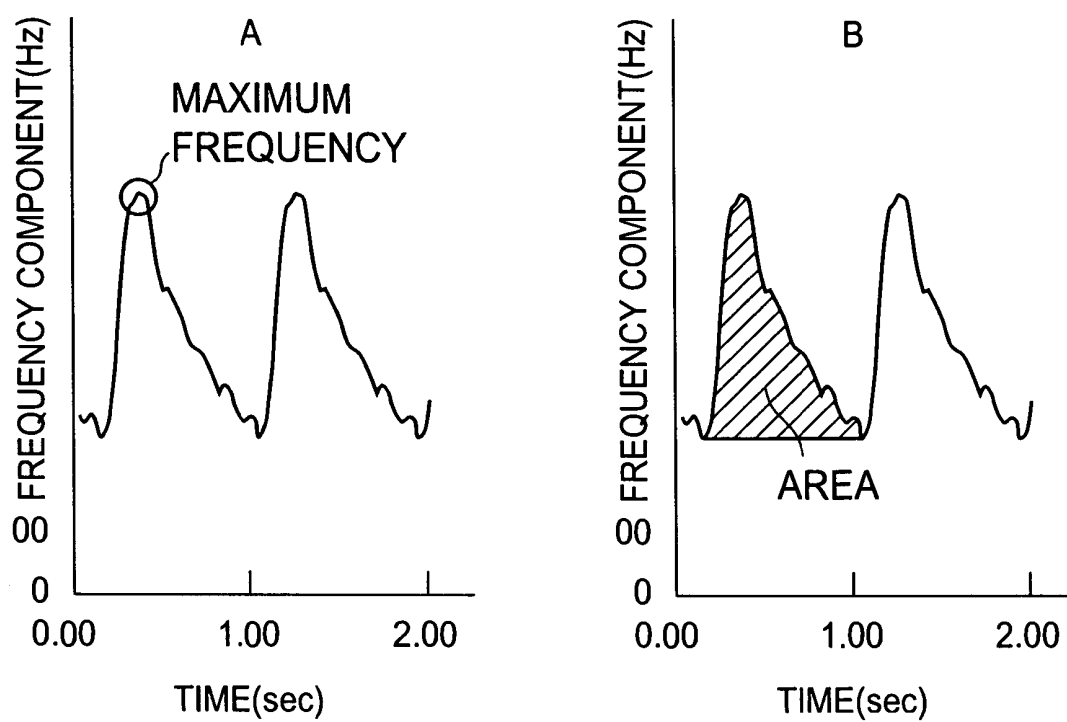 A
MAXIMUM
FREQUENCY
FREQUENCY COMPONENT(Hz)
00
0
0.00 1.00 2.00
TIME(sec)
B
FREQUENCY COMPONENT(Hz)
AREA
00
0
0.00 1.00 2.00
TIME(sec)